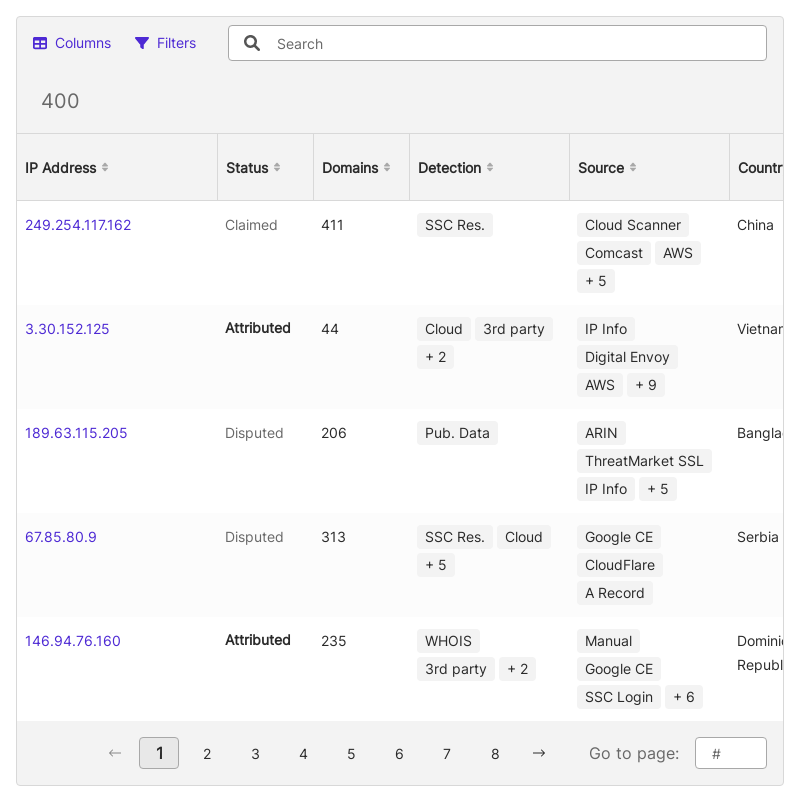 Columns Filters Search
400
IP Address Status Domains Detection Source Countr
249.254.117.162 Claimed 411 SSC Res. Cloud Scanner China
Comcast AWS
+ 5
3.30.152.125 Attributed 44 Cloud 3rd party IP Info Vietnar
+ 2 Digital Envoy
AWS + 9
189.63.115.205 Disputed 206 Pub. Data ARIN Bangla
ThreatMarket SSL
IP Info + 5
67.85.80.9 Disputed 313 SSC Res. Cloud Google CE Serbia
+ 5 CloudFlare
A Record
146.94.76.160 Attributed 235 WHOIS Manual Domini
3rd party + 2 Google CE Republ
SSC Login + 6
← 1 2 3 4 5 6 7 8 → Go to page: #